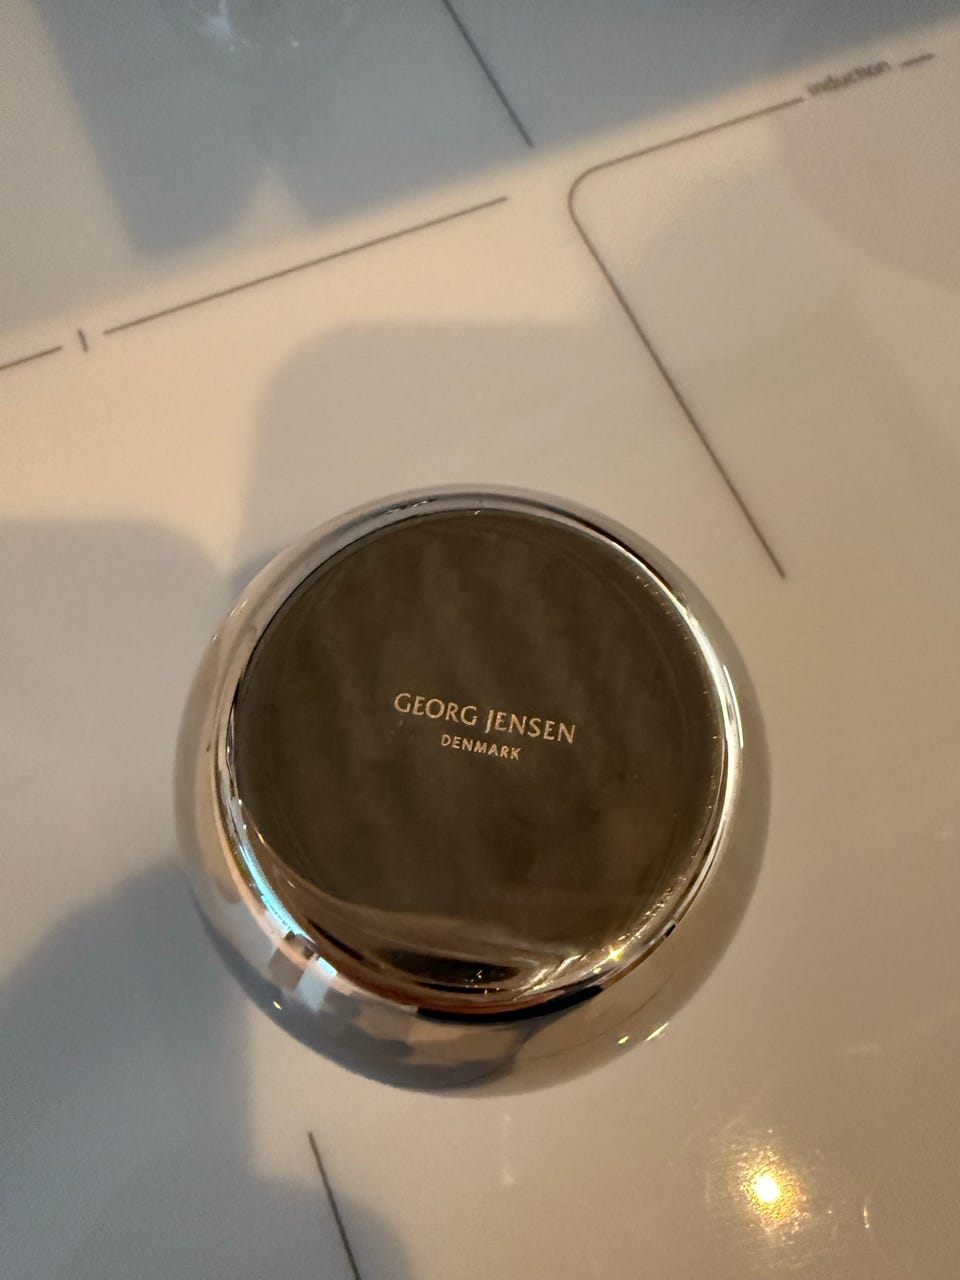 induction
GEORG JENSEN
DENMARK